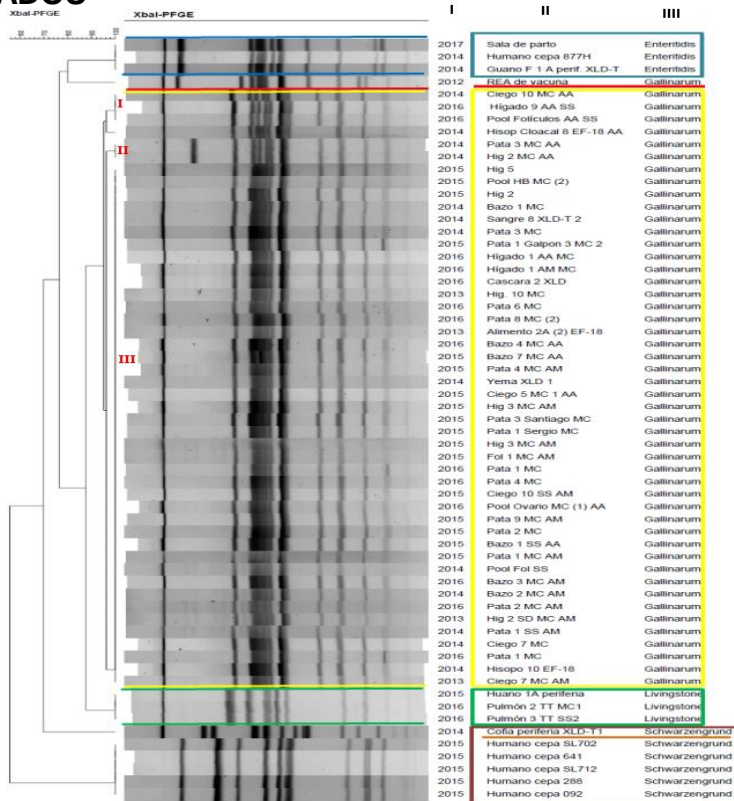 XbaI-PFGE XbaI-PFGE I II IIII
60 70 80 90 100
2017 Sala de parto Enteritidis
2014 Humano cepa 877H Enteritidis
2014 Guano F 1 A perif. XLD-T Enteritidis
2012 REA de vacuna Gallinarum
2014 Ciego 10 MC AA Gallinarum
I 2016 Hígado 9 AA SS Gallinarum
2016 Pool Folículos AA SS Gallinarum
2014 Hisop Cloacal 8 EF-18 AA Gallinarum
II 2014 Pata 3 MC AA Gallinarum
2014 Hig 2 MC AA Gallinarum
2015 Hig 5 Gallinarum
2015 Pool HB MC (2) Gallinarum
2015 Hig 2 Gallinarum
2014 Bazo 1 MC Gallinarum
2014 Sangre 8 XLD-T 2 Gallinarum
2014 Pata 3 MC Gallinarum
2015 Pata 1 Galpon 3 MC 2 Gallinarum
2016 Hígado 1 AA MC Gallinarum
2016 Hígado 1 AM MC Gallinarum
2016 Cascara 2 XLD Gallinarum
2013 Hig. 10 MC Gallinarum
2016 Pata 6 MC Gallinarum
2016 Pata 8 MC (2) Gallinarum
2013 Alimento 2A (2) EF-18 Gallinarum
2016 Bazo 4 MC AA Gallinarum
III 2015 Bazo 7 MC AA Gallinarum
2015 Pata 4 MC AM Gallinarum
2014 Yema XLD 1 Gallinarum
2015 Ciego 5 MC 1 AA Gallinarum
2015 Hig 3 MC AM Gallinarum
2015 Pata 3 Santiago MC Gallinarum
2015 Pata 1 Sergio MC Gallinarum
2015 Hig 3 MC AM Gallinarum
2015 Fol 1 MC AM Gallinarum
2016 Pata 1 MC Gallinarum
2016 Pata 4 MC Gallinarum
2015 Ciego 10 SS AM Gallinarum
2016 Pool Ovario MC (1) AA Gallinarum
2015 Pata 9 MC AM Gallinarum
2015 Pata 2 MC Gallinarum
2015 Bazo 1 SS AA Gallinarum
2015 Pata 1 MC AM Gallinarum
2014 Pool Fol SS Gallinarum
2016 Bazo 3 MC AM Gallinarum
2014 Bazo 2 MC AM Gallinarum
2016 Pata 2 MC AM Gallinarum
2013 Hig 2 SD MC AM Gallinarum
2014 Pata 1 SS AM Gallinarum
2014 Ciego 7 MC Gallinarum
2016 Pata 1 MC Gallinarum
2014 Hisopo 10 EF-18 Gallinarum
2013 Ciego 7 MC AM Gallinarum
2015 Huano 1A periferia Livingstone
2016 Pulmón 2 TT MC1 Livingstone
2016 Pulmón 3 TT SS2 Livingstone
2014 Cofia periferia XLD-T1 Schwarzengrund
2015 Humano cepa SL702 Schwarzengrund
2015 Humano cepa 641 Schwarzengrund
2015 Humano cepa SL712 Schwarzengrund
2015 Humano cepa 288 Schwarzengrund
2015 Humano cepa 092 Schwarzengrund